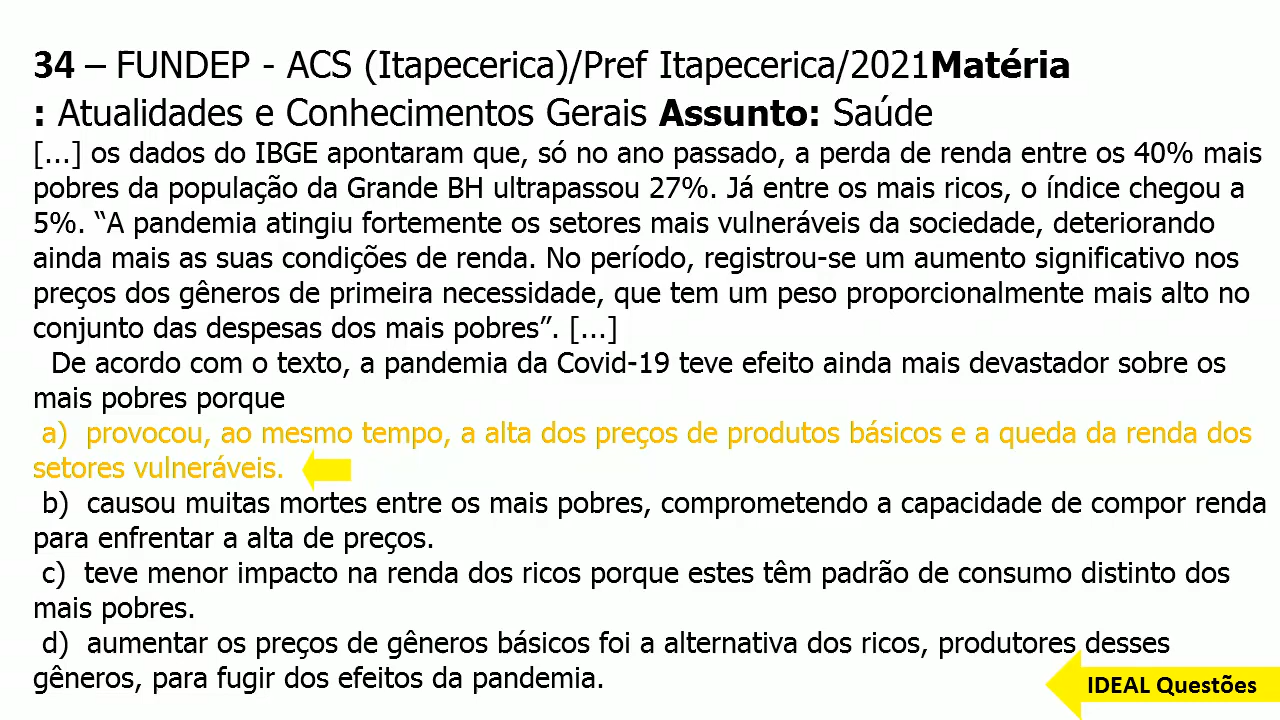 34 – FUNDEP - ACS (Itapecerica)/Pref Itapecerica/2021Matéria
: Atualidades e Conhecimentos Gerais Assunto: Saúde
[...] os dados do IBGE apontaram que, só no ano passado, a perda de renda entre os 40% mais
pobres da população da Grande BH ultrapassou 27%. Já entre os mais ricos, o índice chegou a
5%. “A pandemia atingiu fortemente os setores mais vulneráveis da sociedade, deteriorando
ainda mais as suas condições de renda. No período, registrou-se um aumento significativo nos
preços dos gêneros de primeira necessidade, que tem um peso proporcionalmente mais alto no
conjunto das despesas dos mais pobres”. [...]
De acordo com o texto, a pandemia da Covid-19 teve efeito ainda mais devastador sobre os
mais pobres porque
a) provocou, ao mesmo tempo, a alta dos preços de produtos básicos e a queda da renda dos
setores vulneráveis.
b) causou muitas mortes entre os mais pobres, comprometendo a capacidade de compor renda
para enfrentar a alta de preços.
c) teve menor impacto na renda dos ricos porque estes têm padrão de consumo distinto dos
mais pobres.
d) aumentar os preços de gêneros básicos foi a alternativa dos ricos, produtores desses
gêneros, para fugir dos efeitos da pandemia.
IDEAL Questões